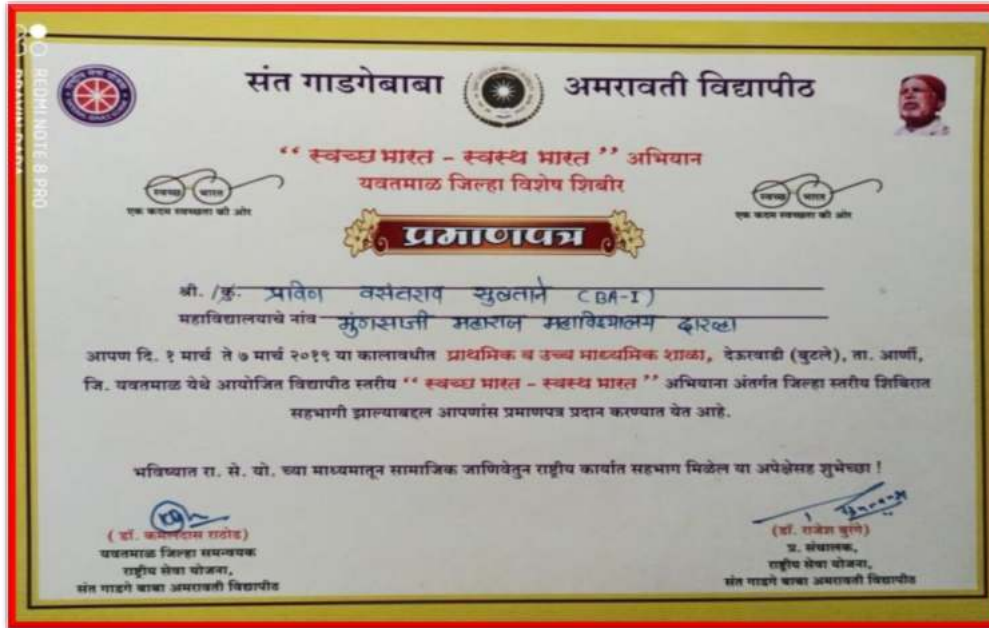 संत गाडगेबाबा अमरावती विद्यापीठ
‘‘ स्वच्छ भारत - स्वस्थ भारत ’’ अभियान
यवतमाळ जिल्हा विशेष शिबीर
स्वच्छ भारत
एक कदम स्वच्छता की ओर
स्वच्छ भारत
एक कदम स्वच्छता की ओर
प्रमाणपत्र
श्री. /कु. प्रविण वसंतराव सुलताने (BA-I)
महाविद्यालयाचे नांव मुंगसाजी महाराज महाविद्यालय दारव्हा
आपण दि. १ मार्च ते ७ मार्च २०१९ या कालावधीत प्राथमिक व उच्च माध्यमिक शाळा, देऊरवाडी (बुटले), ता. आर्णी,
जि. यवतमाळ येथे आयोजित विद्यापीठ स्तरीय ‘‘ स्वच्छ भारत - स्वस्थ भारत ’’ अभियाना अंतर्गत जिल्हा स्तरीय शिबिरात
सहभागी झाल्याबद्दल आपणांस प्रमाणपत्र प्रदान करण्यात येत आहे.
भविष्यात रा. से. यो. च्या माध्यमातून सामाजिक जाणिवेतुन राष्ट्रीय कार्यात सहभाग मिळेल या अपेक्षेसह शुभेच्छा !
( डॉ. कमलदास राठोड)
यवतमाळ जिल्हा समन्वयक
राष्ट्रीय सेवा योजना,
संत गाडगे बाबा अमरावती विद्यापीठ
(डॉ. राजेश बुरंगे)
प्र. संचालक,
राष्ट्रीय सेवा योजना,
संत गाडगे बाबा अमरावती विद्यापीठ
REDMI NOTE 8 PRO